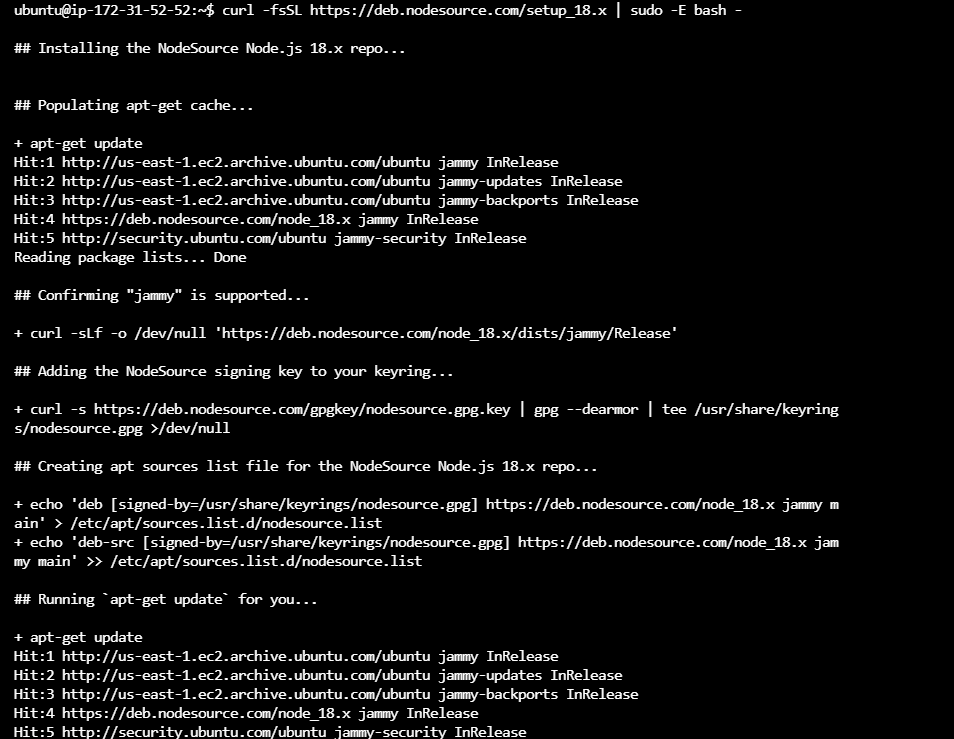 ubuntu@ip-172-31-52-52:~$ curl -fsSL https://deb.nodesource.com/setup_18.x | sudo -E bash -
## Installing the NodeSource Node.js 18.x repo...
## Populating apt-get cache...
+ apt-get update
Hit:1 http://us-east-1.ec2.archive.ubuntu.com/ubuntu jammy InRelease
Hit:2 http://us-east-1.ec2.archive.ubuntu.com/ubuntu jammy-updates InRelease
Hit:3 http://us-east-1.ec2.archive.ubuntu.com/ubuntu jammy-backports InRelease
Hit:4 https://deb.nodesource.com/node_18.x jammy InRelease
Hit:5 http://security.ubuntu.com/ubuntu jammy-security InRelease
Reading package lists... Done
## Confirming "jammy" is supported...
+ curl -sLf -o /dev/null 'https://deb.nodesource.com/node_18.x/dists/jammy/Release'
## Adding the NodeSource signing key to your keyring...
+ curl -s https://deb.nodesource.com/gpgkey/nodesource.gpg.key | gpg --dearmor | tee /usr/share/keyring
s/nodesource.gpg >/dev/null
## Creating apt sources list file for the NodeSource Node.js 18.x repo...
+ echo 'deb [signed-by=/usr/share/keyrings/nodesource.gpg] https://deb.nodesource.com/node_18.x jammy m
ain' > /etc/apt/sources.list.d/nodesource.list
+ echo 'deb-src [signed-by=/usr/share/keyrings/nodesource.gpg] https://deb.nodesource.com/node_18.x jam
my main' >> /etc/apt/sources.list.d/nodesource.list
## Running `apt-get update` for you...
+ apt-get update
Hit:1 http://us-east-1.ec2.archive.ubuntu.com/ubuntu jammy InRelease
Hit:2 http://us-east-1.ec2.archive.ubuntu.com/ubuntu jammy-updates InRelease
Hit:3 http://us-east-1.ec2.archive.ubuntu.com/ubuntu jammy-backports InRelease
Hit:4 https://deb.nodesource.com/node_18.x jammy InRelease
Hit:5 http://security.ubuntu.com/ubuntu jammy-security InRelease